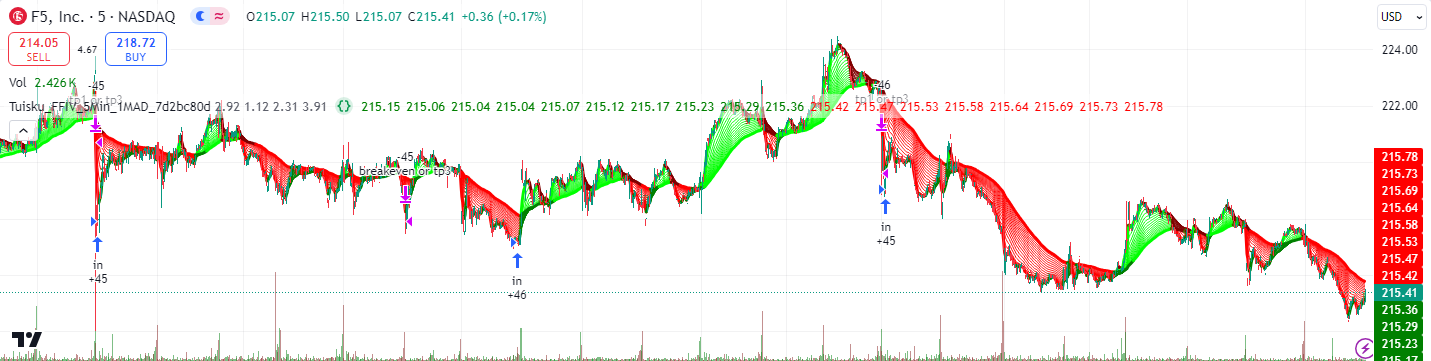 F5, Inc. · 5 · NASDAQ O215.07 H215.50 L215.07 C215.41 +0.36 (+0.17%)
USD
214.05
SELL
4.67
218.72
BUY
224.00
Vol 2.426 K
-45
-46
tp1 or tp3
tp1 or tp3
Tuisku_FFIV_5Min_1MAD_7d2bc80d 2.92 1.12 2.31 3.91 215.15 215.06 215.04 215.04 215.07 215.12 215.17 215.23 215.29 215.36 215.42 215.47 215.53 215.58 215.64 215.69 215.73 215.78
222.00
-45
breakeven or tp3
215.78
215.73
215.69
215.64
215.58
215.53
215.47
215.42
215.41
215.36
215.29
215.23
in
+45
in
+45
in
+46